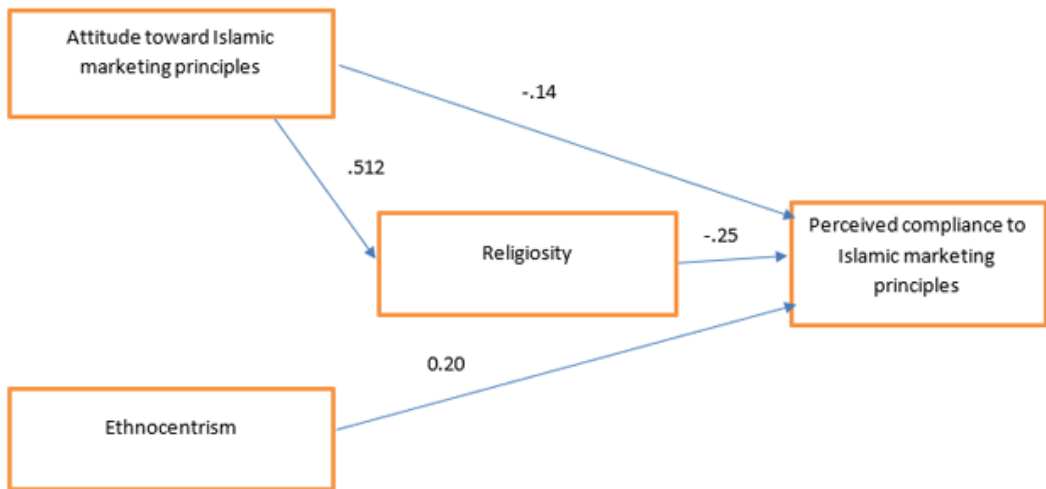 Attitude toward Islamic
marketing principles
-.14
.512
Religiosity
-.25
Perceived compliance to
Islamic marketing
principles
0.20
Ethnocentrism